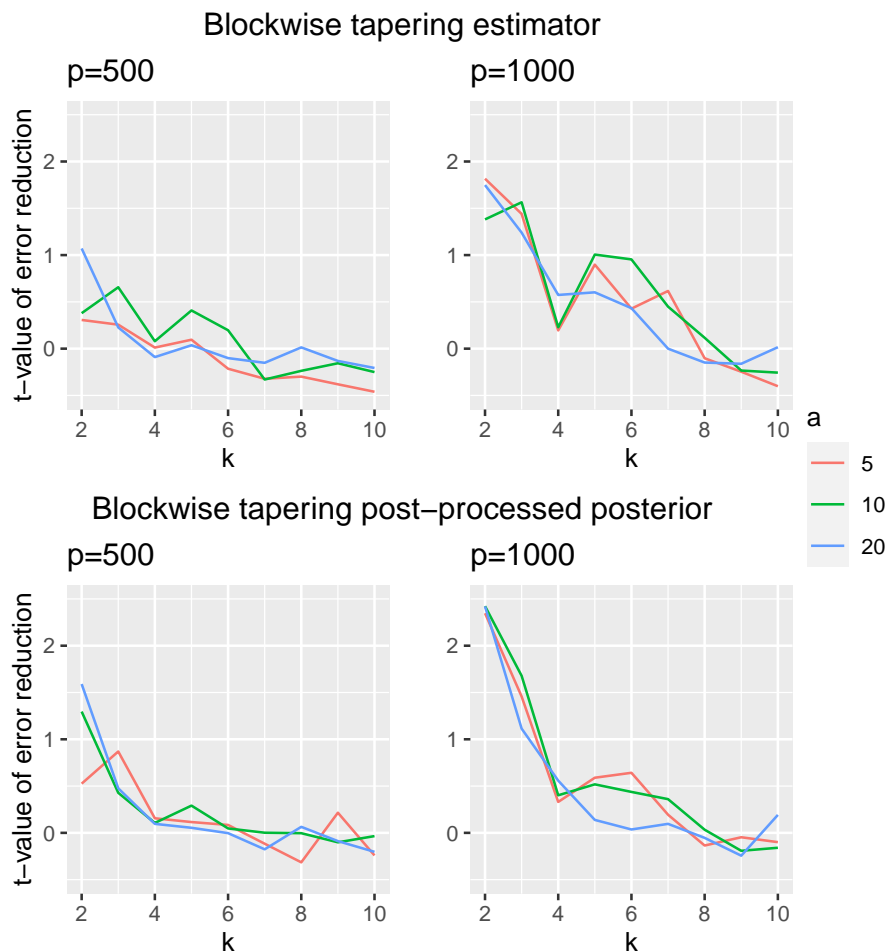 Blockwise tapering estimator
p=500
p=1000
t−value of error reduction
2
1
0
2
1
0
2 4 6 8 10
2 4 6 8 10
k
k
a
5
10
20
Blockwise tapering post−processed posterior
p=500
p=1000
t−value of error reduction
2
1
0
2
1
0
2 4 6 8 10
2 4 6 8 10
k
k